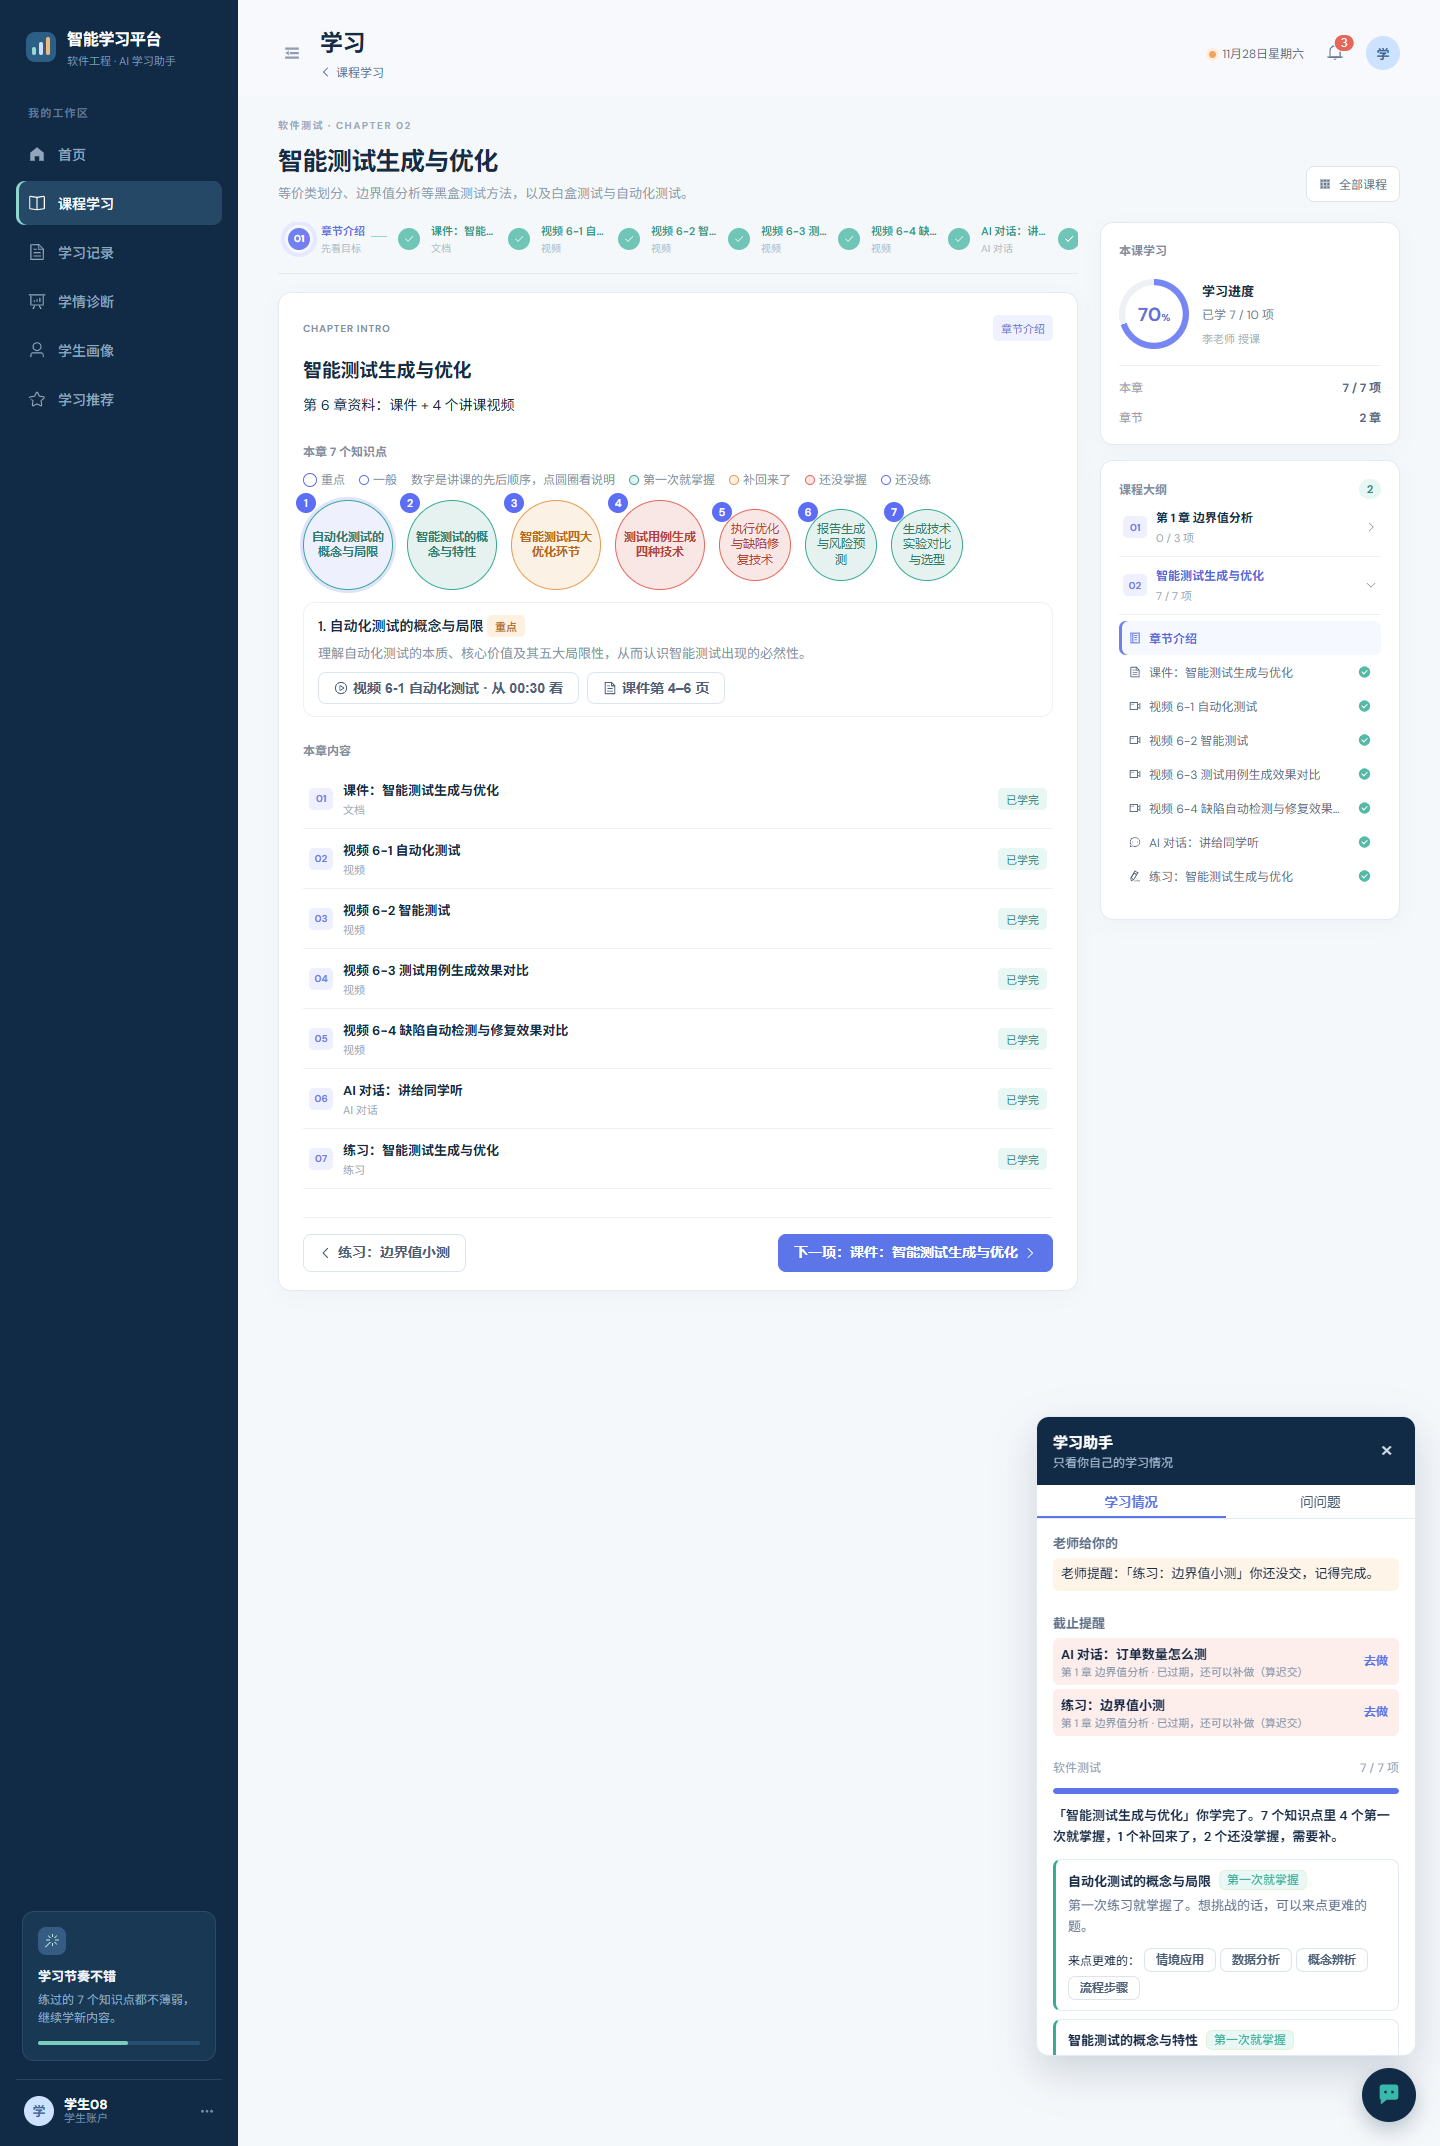 智能学习平台
软件工程 · AI 学习助手
我的工作区
首页
课程学习
学习记录
学情诊断
学生画像
学习推荐
学习节奏不错
练过的 7 个知识点都不薄弱，
继续学新内容。
学
学生08
学生账户
学习
课程学习
11月28日星期六
3
学
软件测试 · CHAPTER 02
智能测试生成与优化
等价类划分、边界值分析等黑盒测试方法，以及白盒测试与自动化测试。
全部课程
01
章节介绍
先看目标
课件：智能...
文档
视频 6-1 自...
视频
视频 6-2 智...
视频
视频 6-3 测...
视频
视频 6-4 缺...
视频
AI 对话：讲...
AI 对话
CHAPTER INTRO
章节介绍
智能测试生成与优化
第 6 章资料：课件 + 4 个讲课视频
本章 7 个知识点
重点
一般
数字是讲课的先后顺序，点圆圈看说明
第一次就掌握
补回来了
还没掌握
还没练
1
自动化测试的
概念与局限
2
智能测试的概
念与特性
3
智能测试四大
优化环节
4
测试用例生成
四种技术
5
执行优化
与缺陷修
复技术
6
报告生成
与风险预
测
7
生成技术
实验对比
与选型
1. 自动化测试的概念与局限
重点
理解自动化测试的本质、核心价值及其五大局限性，从而认识智能测试出现的必然性。
视频 6-1 自动化测试 · 从 00:30 看
课件第 4–6 页
本章内容
01
课件：智能测试生成与优化
文档
已学完
02
视频 6-1 自动化测试
视频
已学完
03
视频 6-2 智能测试
视频
已学完
04
视频 6-3 测试用例生成效果对比
视频
已学完
05
视频 6-4 缺陷自动检测与修复效果对比
视频
已学完
06
AI 对话：讲给同学听
AI 对话
已学完
07
练习：智能测试生成与优化
练习
已学完
练习：边界值小测
下一项：课件：智能测试生成与优化
本课学习
70%
学习进度
已学 7 / 10 项
李老师 授课
本章
7 / 7 项
章节
2 章
课程大纲
2
01
第 1 章 边界值分析
0 / 3 项
02
智能测试生成与优化
7 / 7 项
章节介绍
课件：智能测试生成与优化
视频 6-1 自动化测试
视频 6-2 智能测试
视频 6-3 测试用例生成效果对比
视频 6-4 缺陷自动检测与修复效果...
AI 对话：讲给同学听
练习：智能测试生成与优化
学习助手
只看你自己的学习情况
学习情况
问问题
老师给你的
老师提醒：「练习：边界值小测」你还没交，记得完成。
截止提醒
AI 对话：订单数量怎么测
第 1 章 边界值分析 · 已过期，还可以补做（算迟交）
去做
练习：边界值小测
第 1 章 边界值分析 · 已过期，还可以补做（算迟交）
去做
软件测试
7 / 7 项
「智能测试生成与优化」你学完了。7 个知识点里 4 个第一
次就掌握，1 个补回来了，2 个还没掌握，需要补。
自动化测试的概念与局限
第一次就掌握
第一次练习就掌握了。想挑战的话，可以来点更难的
题。
来点更难的：
情境应用
数据分析
概念辨析
流程步骤
智能测试的概念与特性
第一次就掌握